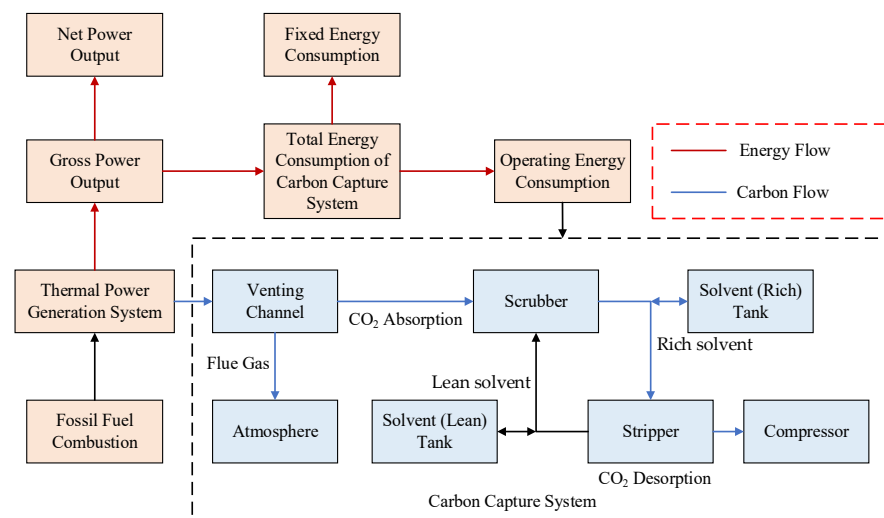 Net Power
Output
Fixed Energy
Consumption
Gross Power
Output
Total Energy
Consumption of
Carbon Capture
System
Operating Energy
Consumption
Energy Flow
Carbon Flow
Thermal Power
Generation System
Venting
Channel
CO₂ Absorption
Scrubber
Solvent (Rich)
Tank
Rich solvent
Flue Gas
Lean solvent
Fossil Fuel
Combustion
Atmosphere
Solvent (Lean)
Tank
Stripper
Compressor
CO₂ Desorption
Carbon Capture System